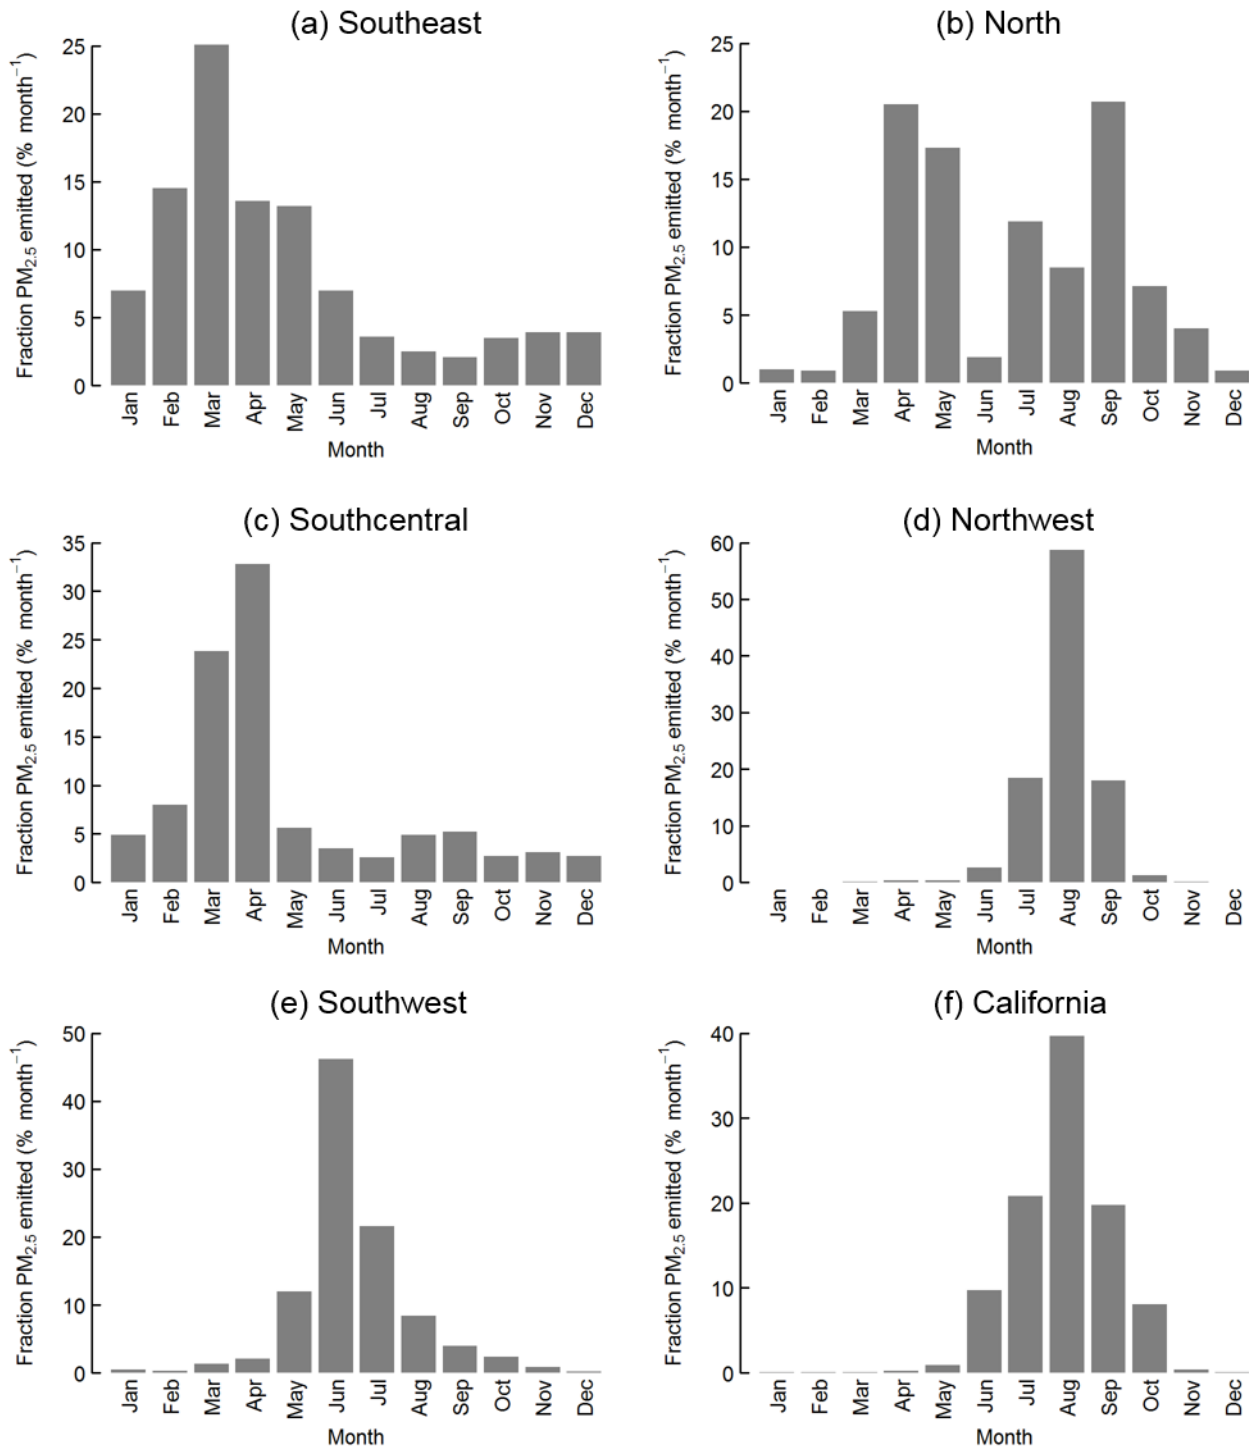 (a) Southeast
Fraction PM2.5 emitted (% month−1)
25
20
15
10
5
0
Jan Feb Mar Apr May Jun Jul Aug Sep Oct Nov Dec
Month
(b) North
Fraction PM2.5 emitted (% month−1)
25
20
15
10
5
0
Jan Feb Mar Apr May Jun Jul Aug Sep Oct Nov Dec
Month
(c) Southcentral
Fraction PM2.5 emitted (% month−1)
35
30
25
20
15
10
5
0
Jan Feb Mar Apr May Jun Jul Aug Sep Oct Nov Dec
Month
(d) Northwest
Fraction PM2.5 emitted (% month−1)
60
50
40
30
20
10
0
Jan Feb Mar Apr May Jun Jul Aug Sep Oct Nov Dec
Month
(e) Southwest
Fraction PM2.5 emitted (% month−1)
50
40
30
20
10
0
Jan Feb Mar Apr May Jun Jul Aug Sep Oct Nov Dec
Month
(f) California
Fraction PM2.5 emitted (% month−1)
40
30
20
10
0
Jan Feb Mar Apr May Jun Jul Aug Sep Oct Nov Dec
Month